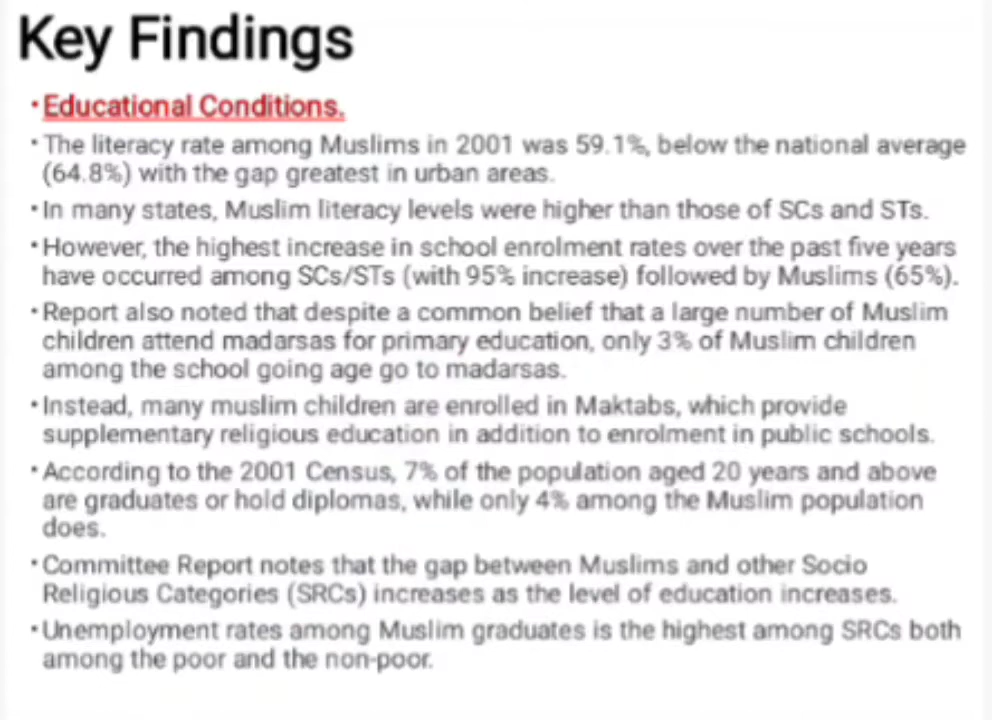 Key Findings
•Educational Conditions.
•The literacy rate among Muslims in 2001 was 59.1%, below the national average
(64.8%) with the gap greatest in urban areas.
•In many states, Muslim literacy levels were higher than those of SCs and STs.
•However, the highest increase in school enrolment rates over the past five years
have occurred among SCs/STs (with 95% increase) followed by Muslims (65%).
•Report also noted that despite a common belief that a large number of Muslim
children attend madarsas for primary education, only 3% of Muslim children
among the school going age go to madarsas.
•Instead, many muslim children are enrolled in Maktabs, which provide
supplementary religious education in addition to enrolment in public schools.
•According to the 2001 Census, 7% of the population aged 20 years and above
are graduates or hold diplomas, while only 4% among the Muslim population
does.
•Committee Report notes that the gap between Muslims and other Socio
Religious Categories (SRCs) increases as the level of education increases.
•Unemployment rates among Muslim graduates is the highest among SRCs both
among the poor and the non-poor.